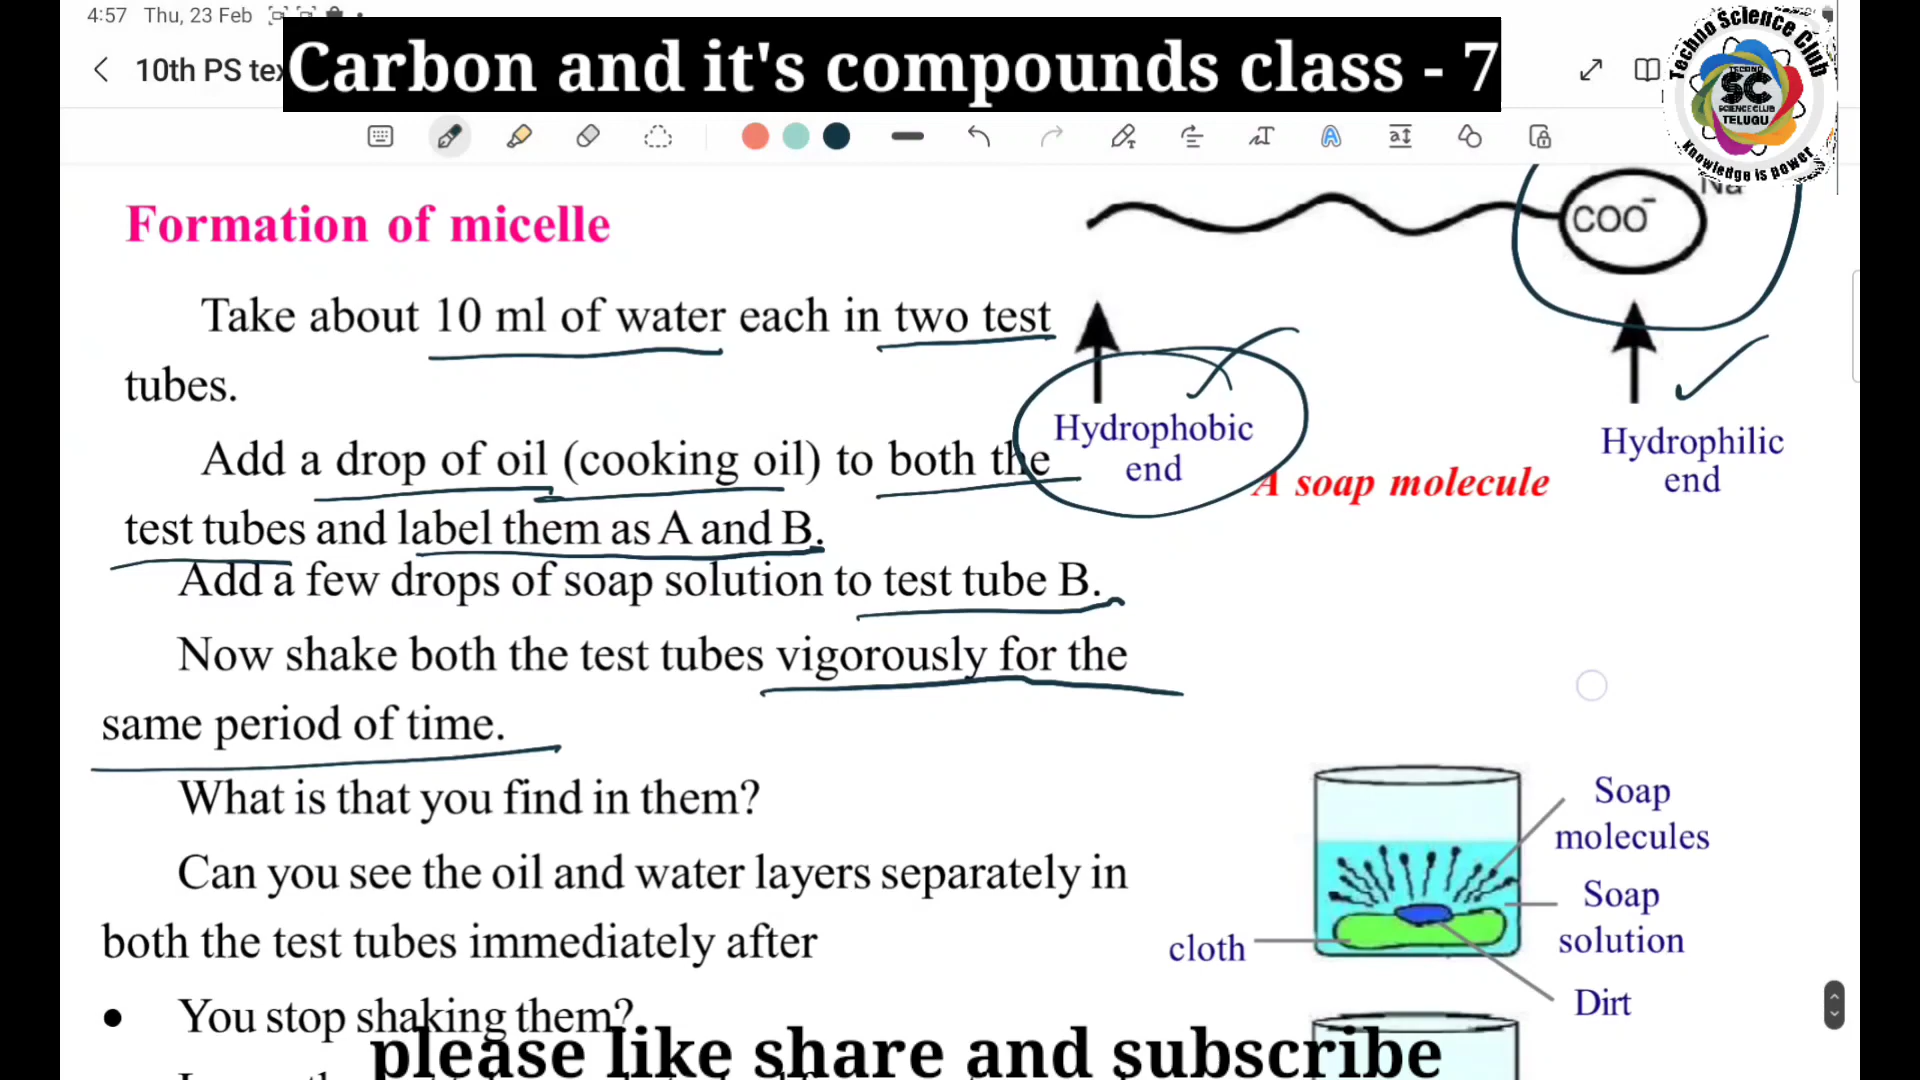 4:57 Thu, 23 Feb
10th PS tex
Carbon and it's compounds class - 7
Techno Science Club
TECHNO
SC
SCIENCE CLUB
TELUGU
Knowledge is power
Formation of micelle
COO⁻
Na
Take about 10 ml of water each in two test
tubes.
Add a drop of oil (cooking oil) to both the
test tubes and label them as A and B.
Add a few drops of soap solution to test tube B.
Now shake both the test tubes vigorously for the
same period of time.
What is that you find in them?
Can you see the oil and water layers separately in
both the test tubes immediately after
• You stop shaking them?
Hydrophobic
end
Hydrophilic
end
A soap molecule
Soap
molecules
Soap
solution
cloth
Dirt
please like share and subscribe